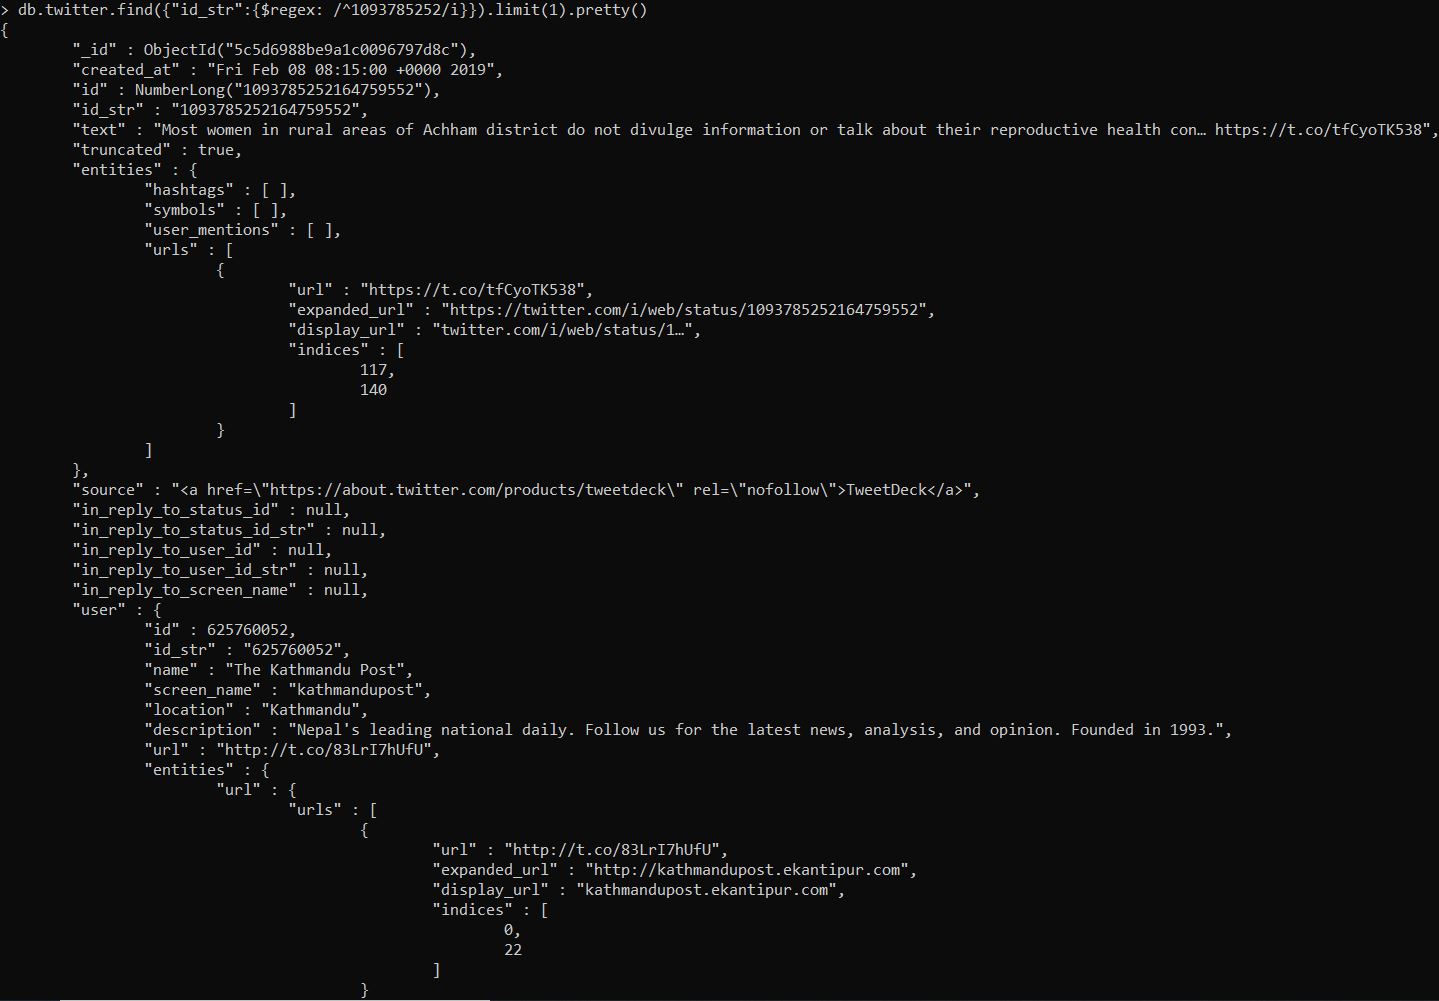 > db.twitter.find({"id_str":{$regex: /^1093785252/i}}).limit(1).pretty()
{
        "_id" : ObjectId("5c5d6988be9a1c0096797d8c"),
        "created_at" : "Fri Feb 08 08:15:00 +0000 2019",
        "id" : NumberLong("1093785252164759552"),
        "id_str" : "1093785252164759552",
        "text" : "Most women in rural areas of Achham district do not divulge information or talk about their reproductive health con… https://t.co/tfCyoTK538",
        "truncated" : true,
        "entities" : {
                "hashtags" : [ ],
                "symbols" : [ ],
                "user_mentions" : [ ],
                "urls" : [
                        {
                                "url" : "https://t.co/tfCyoTK538",
                                "expanded_url" : "https://twitter.com/i/web/status/1093785252164759552",
                                "display_url" : "twitter.com/i/web/status/1…",
                                "indices" : [
                                        117,
                                        140
                                ]
                        }
                ]
        },
        "source" : "<a href=\"https://about.twitter.com/products/tweetdeck\" rel=\"nofollow\">TweetDeck</a>",
        "in_reply_to_status_id" : null,
        "in_reply_to_status_id_str" : null,
        "in_reply_to_user_id" : null,
        "in_reply_to_user_id_str" : null,
        "in_reply_to_screen_name" : null,
        "user" : {
                "id" : 625760052,
                "id_str" : "625760052",
                "name" : "The Kathmandu Post",
                "screen_name" : "kathmandupost",
                "location" : "Kathmandu",
                "description" : "Nepal's leading national daily. Follow us for the latest news, analysis, and opinion. Founded in 1993.",
                "url" : "http://t.co/83LrI7hUfU",
                "entities" : {
                        "url" : {
                                "urls" : [
                                        {
                                                "url" : "http://t.co/83LrI7hUfU",
                                                "expanded_url" : "http://kathmandupost.ekantipur.com",
                                                "display_url" : "kathmandupost.ekantipur.com",
                                                "indices" : [
                                                        0,
                                                        22
                                                ]
                                        }